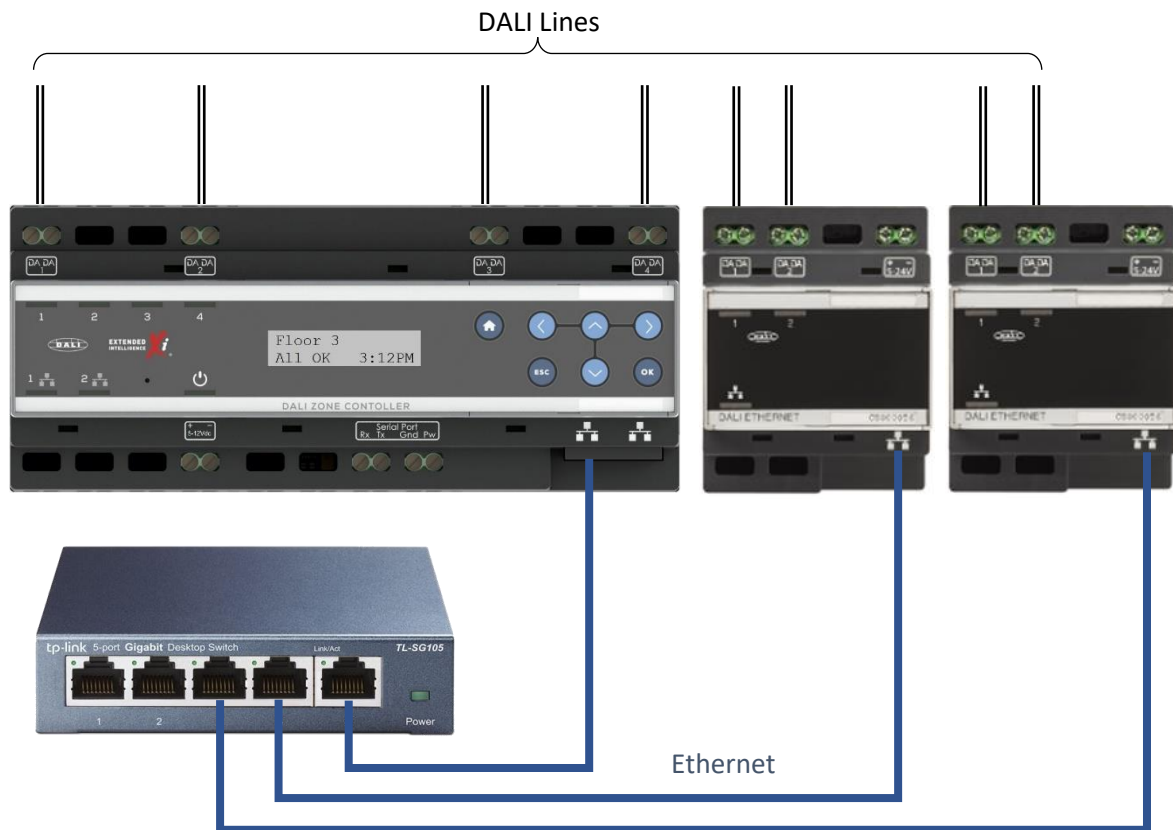 DALI Lines
DA DA
1
DA DA
2
DA DA
3
DA DA
4
DA DA
1
DA DA
2
+ -
5-24V
DA DA
1
DA DA
2
+ -
5-24V
1 2 3 4
DALI
EXTENDED
INTELLIGENCE
Xi
Floor 3
All OK 3:12PM
ESC
OK
1 2
DALI ZONE CONTOLLER
1 2
DALI
DALI ETHERNET
1 2
DALI
DALI ETHERNET
+ -
Serial Port
Rx Tx Gnd Pw
tp-link 5-port Gigabit Desktop Switch
Link/Act
TL-SG105
1 2
Power
Ethernet